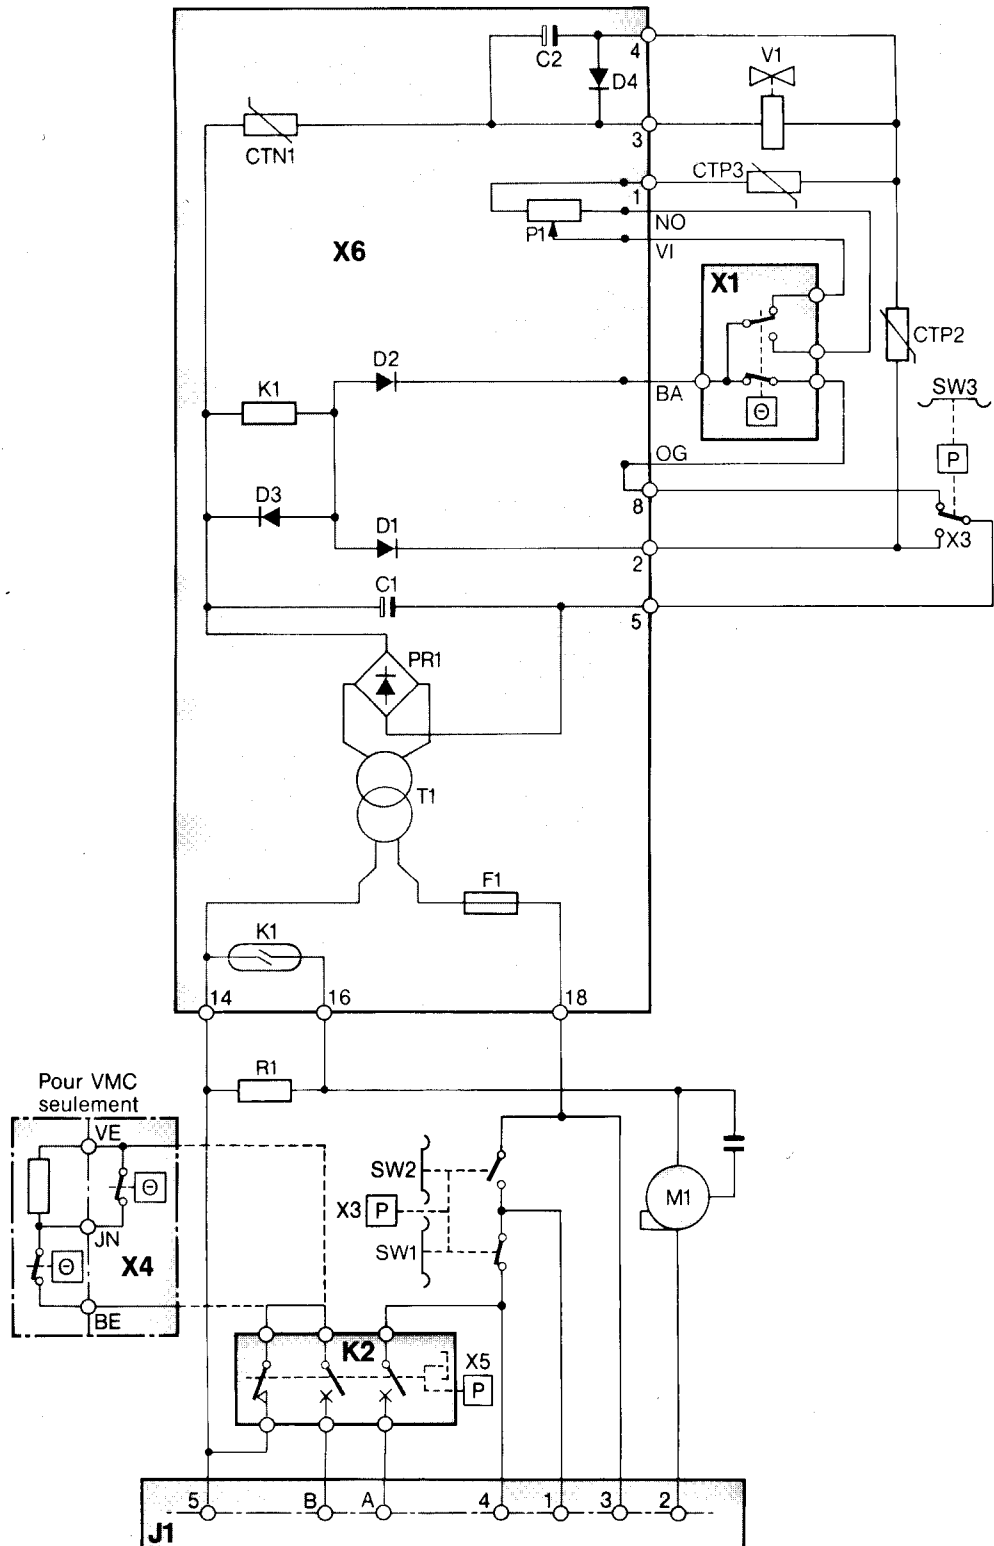 4
C2
V1
D4
CTN1
3
CTP3
1
NO
P1
VI
X6
X1
CTP2
D2
K1
BA
SW3
Θ
P
OG
D3
8
D1
X3
2
C1
5
PR1
T1
F1
K1
14
16
18
R1
Pour VMC
seulement
VE
SW2
Θ
X3
P
M1
JN
SW1
Θ
X4
BE
K2
X5
P
5
B
A
4
1
3
2
J1